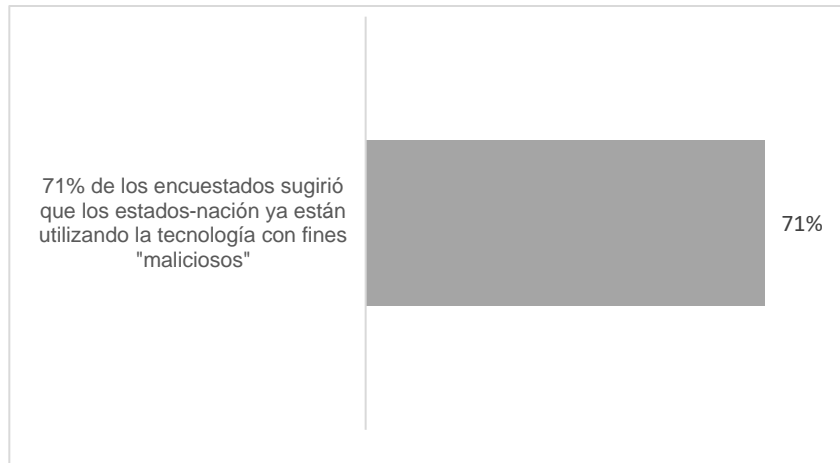 71% de los encuestados sugirió
que los estados-nación ya están
utilizando la tecnología con fines
"maliciosos"
71%